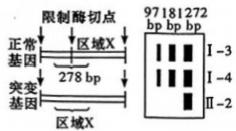 限制酶切点
正常
基因
区域X
278 bp
突变
基因
区域X
97181272
bp bp bp
I-3
I-4
II-2